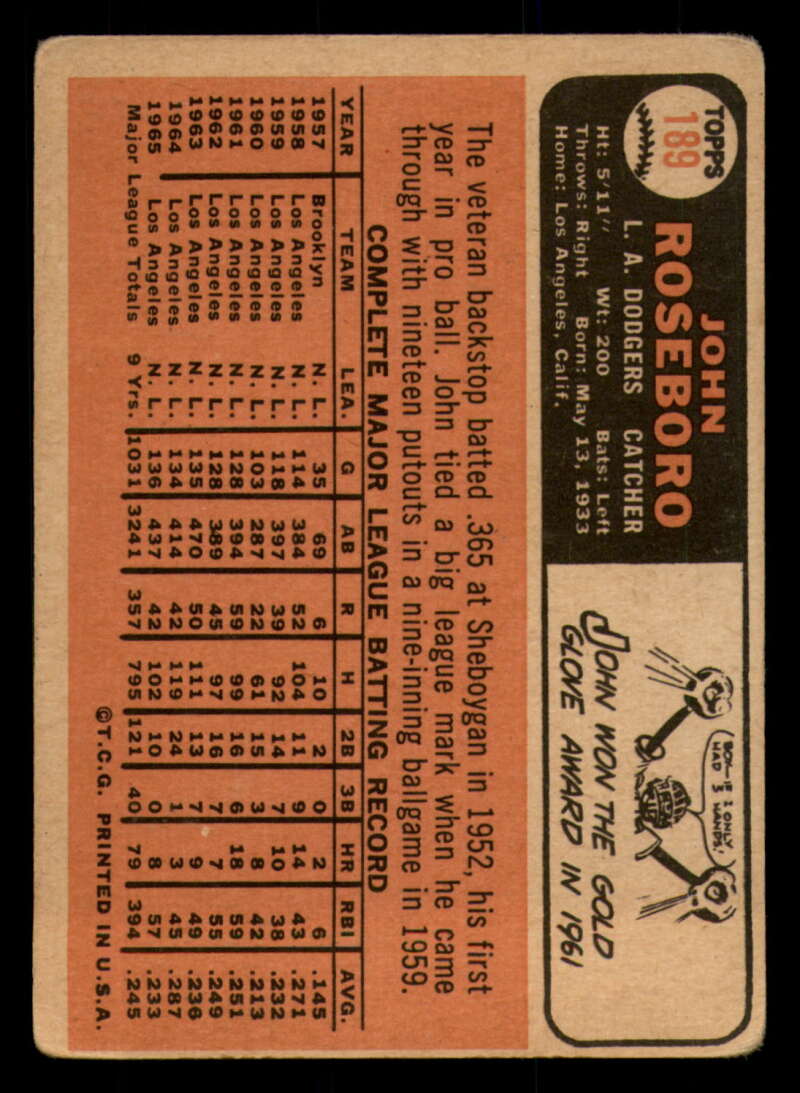 TOPPS
189
JOHN
ROSEBORO
L. A. DODGERS CATCHER
Ht: 5'11" Wt: 200 Bats: Left
Throws: Right Born: May 13, 1933
Home: Los Angeles, Calif.
BOY-IF I ONLY
HAD 3
HANDS!
JOHN WON THE GOLD
GLOVE AWARD IN 1961
The veteran backstop batted .365 at Sheboygan in 1952, his first
year in pro ball. John tied a big league mark when he came
through with nineteen putouts in a nine-inning ballgame in 1959.
COMPLETE MAJOR LEAGUE BATTING RECORD
YEAR TEAM LEA. G AB R H 2B 3B HR RBI AVG.
1957 Brooklyn N. L. 35 69 6 10 2 0 2 6 .145
1958 Los Angeles N. L. 114 384 52 104 11 9 14 43 .271
1959 Los Angeles N. L. 118 397 39 92 14 7 10 38 .232
1960 Los Angeles N. L. 103 287 22 61 15 3 8 42 .213
1961 Los Angeles N. L. 128 394 59 99 16 6 18 59 .251
1962 Los Angeles N. L. 128 389 45 97 16 7 7 55 .249
1963 Los Angeles N. L. 135 470 50 111 13 7 9 49 .236
1964 Los Angeles N. L. 134 414 42 119 24 1 3 45 .287
1965 Los Angeles N. L. 136 437 42 102 10 0 8 57 .233
Major League Totals 9 Yrs. 1031 3241 357 795 121 40 79 394 .245
©T.C.G. PRINTED IN U.S.A.